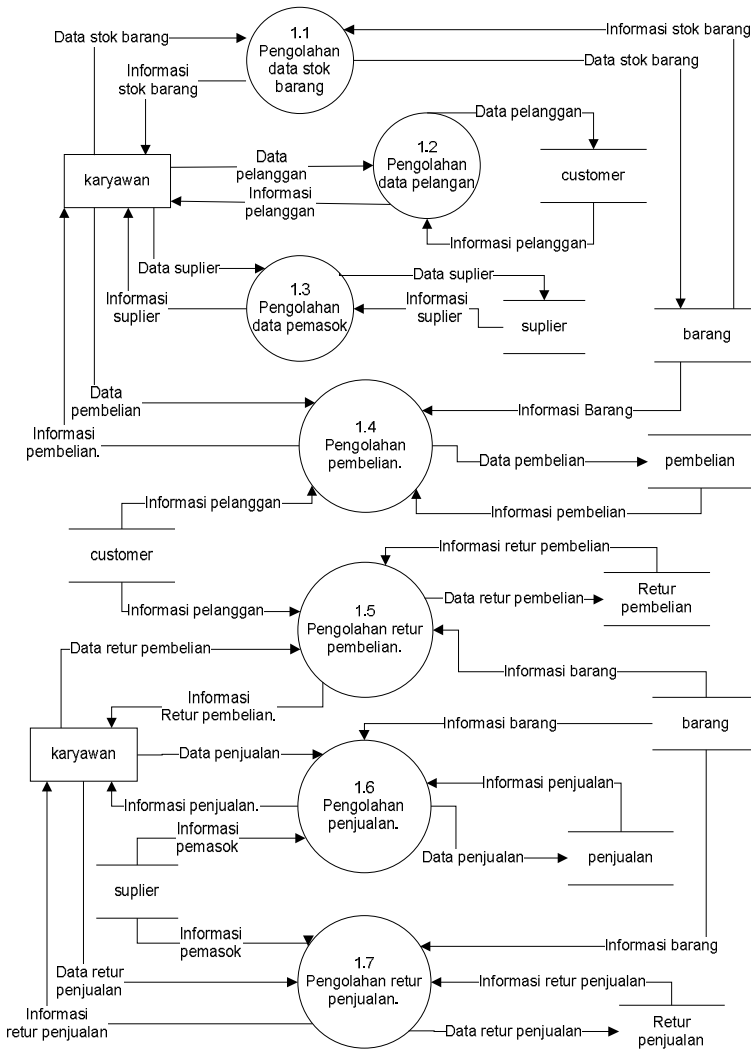 Data stok barang
1.1
Pengolahan
data stok
barang
Informasi stok barang
Data stok barang
Informasi
stok barang
Data pelanggan
1.2
Pengolahan
data pelangan
customer
karyawan
Data
pelanggan
Informasi
pelanggan
Informasi pelanggan
Data suplier
1.3
Pengolahan
data pemasok
Data suplier
Informasi
suplier
Informasi
suplier
suplier
barang
Data
pembelian
Informasi
pembelian.
1.4
Pengolahan
pembelian.
Informasi Barang
Data pembelian
pembelian
Informasi pembelian
Informasi pelanggan
customer
Informasi pelanggan
Informasi retur pembelian
1.5
Pengolahan retur
pembelian.
Data retur pembelian
Retur
pembelian
Data retur pembelian
Informasi
Retur pembelian.
Informasi barang
barang
Informasi barang
karyawan
Data penjualan
1.6
Pengolahan
penjualan.
Informasi penjualan
Informasi penjualan.
Informasi
pemasok
Data penjualan
penjualan
suplier
Informasi
pemasok
Informasi barang
1.7
Pengolahan retur
penjualan.
Data retur
penjualan
Informasi
retur penjualan
Informasi retur penjualan
Data retur penjualan
Retur
penjualan